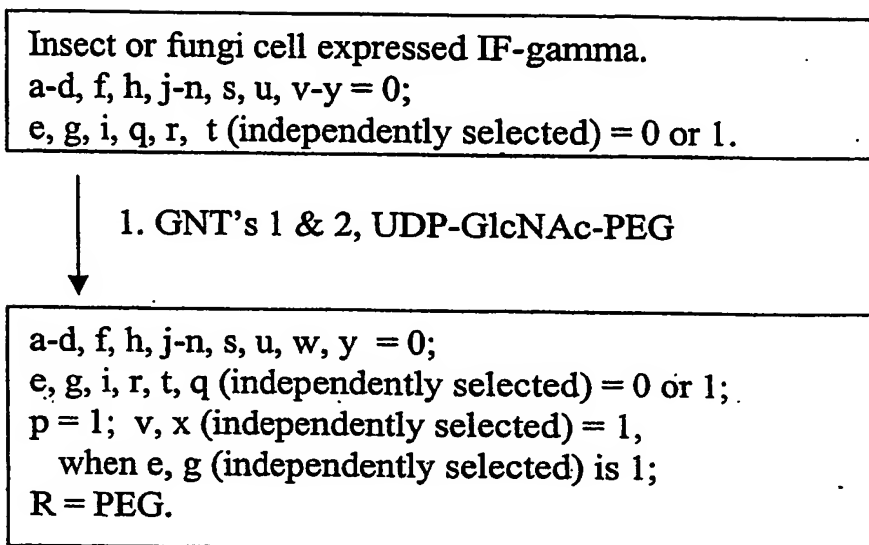 Insect or fungi cell expressed IF-gamma.
a-d, f, h, j-n, s, u, v-y = 0;
e, g, i, q, r, t (independently selected) = 0 or 1.
1. GNT's 1 & 2, UDP-GlcNAc-PEG
a-d, f, h, j-n, s, u, w, y = 0;
e, g, i, r, t, q (independently selected) = 0 or 1;
p = 1; v, x (independently selected) = 1,
when e, g (independently selected) is 1;
R = PEG.